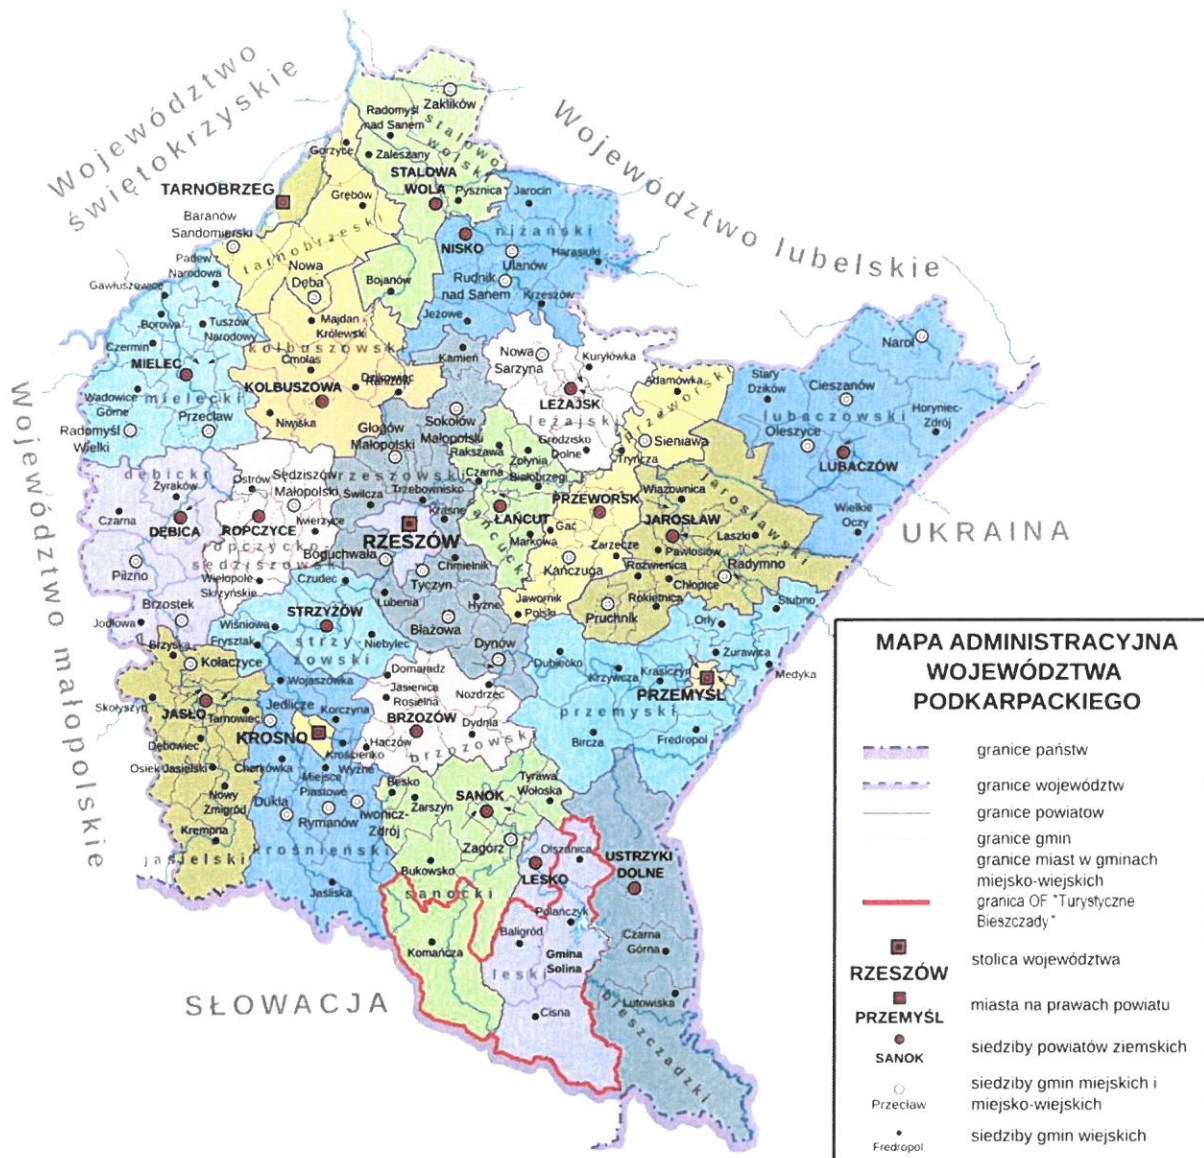 Województwo
świętokrzyskie
Województwo lubelskie
Województwo małopolskie
UKRAINA
SŁOWACJA
Zaklików
Radomyśl
nad Sanem
stalowo
wolski
Gorzyce
Zaleszany
STALOWA
WOLA
Pysznica
Jarocin
TARNOBRZEG
Grębów
Baranów
Sandomierski
tarnobrzeski
niżański
NISKO
Ulanów
Harasiuki
Rudnik
nad Sanem
Krzeszów
Padew
Narodowa
Gawłuszowice
Nowa
Dęba
Bojanów
Jeżowe
Borowa
Tuszów
Narodowy
Majdan
Królewski
kolbuszowski
Kamień
Czermin
Cmolas
Nowa
Sarzyna
Kuryłówka
Narol
MIELEC
KOLBUSZOWA
Dzikowiec
Raniżów
LEŻAJSK
leżajski
Adamówka
przeworski
Stary
Dzików
Cieszanów
lubaczowski
Horyniec-
Zdrój
Oleszyce
LUBACZÓW
Wadowice
Górne
mielecki
Przecław
Radomyśl
Wielki
Niwiska
Głogów
Małopolski
Sokołów
Małopolski
Grodzisko
Dolne
Sieniawa
Tryńcza
Rakszawa
Żołynia
Czarna
Białobrzegi
dębicki
Żyraków
Ostrów
Sędziszów
Małopolski
rzeszowski
Świlcza
Trzebownisko
Krasne
ŁAŃCUT
łańcucki
PRZEWORSK
Wiązownica
jarosławski
Wielkie
Oczy
Czarna
DĘBICA
ROPCZYCE
Iwierzyce
RZESZÓW
Markowa
Gać
JAROSŁAW
Laszki
Pawłosiów
Radymno
ropczycko
sędziszowski
Boguchwała
Chmielnik
Zarzecze
Kańczuga
Roźwienica
Chłopice
Pilzno
Wielopole
Skrzyńskie
Czudec
Tyczyn
Lubenia
Hyżne
Jawornik
Polski
Rokietnica
Pruchnik
Stubno
Brzostek
STRZYŻÓW
Jodłowa
Wiśniowa
strzy-
żowski
Niebylec
Błażowa
Dynów
Orły
Żurawica
Medyka
Brzyska
Frysztak
Kołaczyce
Domaradz
Dubiecko
Krzywcza
Krasiczyn
PRZEMYŚL
przemyski
Wojaszówka
Jasienica
Rosielna
Nozdrzec
Skołyszyn
JASŁO
Tarnowiec
Jedlicze
Korczyna
BRZOZÓW
Dydnia
KROSNO
Haczów
brzozowski
Bircza
Fredropol
Dębowiec
Krościenko
Wyżne
Osiek Jasielski
Chorkówka
Miejsce
Piastowe
Besko
Zarszyn
SANOK
Tyrawa
Wołoska
Nowy
Żmigród
Dukla
Rymanów
Iwonicz-
Zdrój
Zagórz
Olszanica
USTRZYKI
DOLNE
Krempna
jasielski
krośnieński
Bukowsko
sanocki
LESKO
Jaśliska
Polańczyk
Baligród
Czarna
Górna
Komańcza
Gmina
Solina
leski
Cisna
Lutowiska
bieszczadzki
MAPA ADMINISTRACYJNA
WOJEWÓDZTWA
PODKARPACKIEGO
granice państw
granice województw
granice powiatow
granice gmin
granice miast w gminach
miejsko-wiejskich
granica OF "Turystyczne
Bieszczady"
RZESZÓW
stolica województwa
PRZEMYŚL
miasta na prawach powiatu
SANOK
siedziby powiatów ziemskich
Przecław
siedziby gmin miejskich i
miejsko-wiejskich
Fredropol
siedziby gmin wiejskich